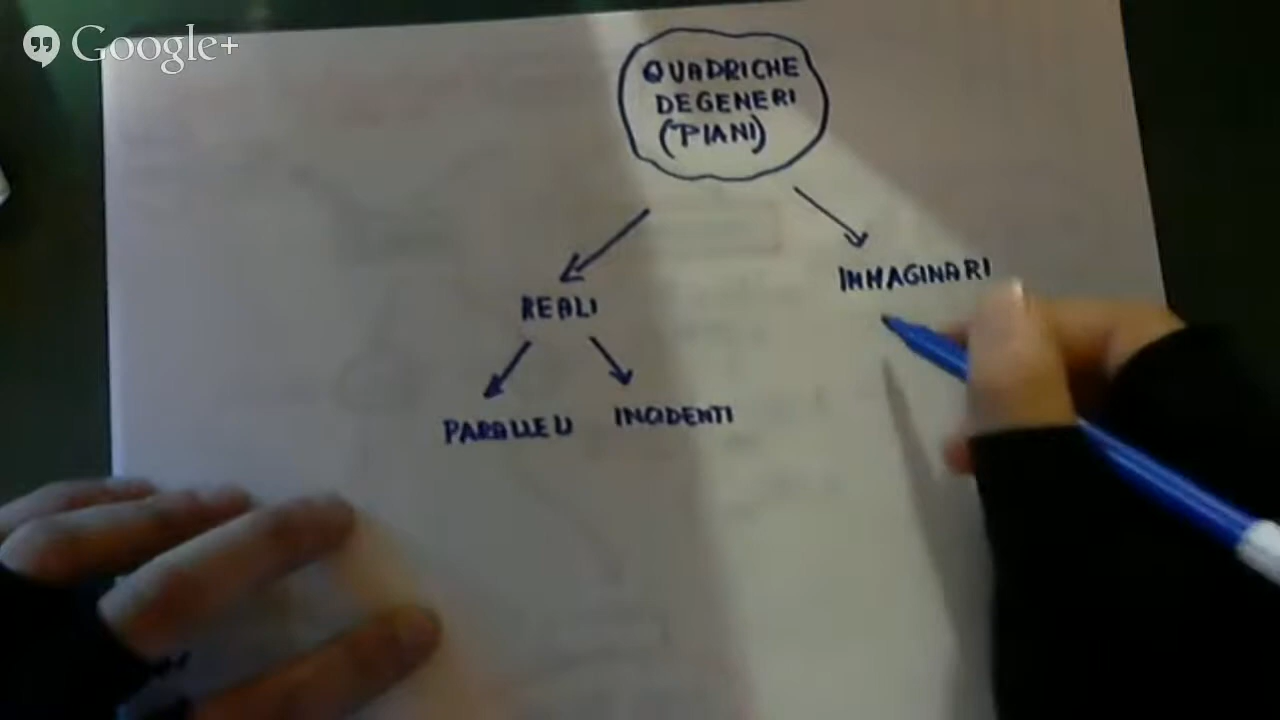 Google+
QUADRICHE
DEGENERI
(PIANI)
IMMAGINARI
REALI
PARALLELI INCIDENTI